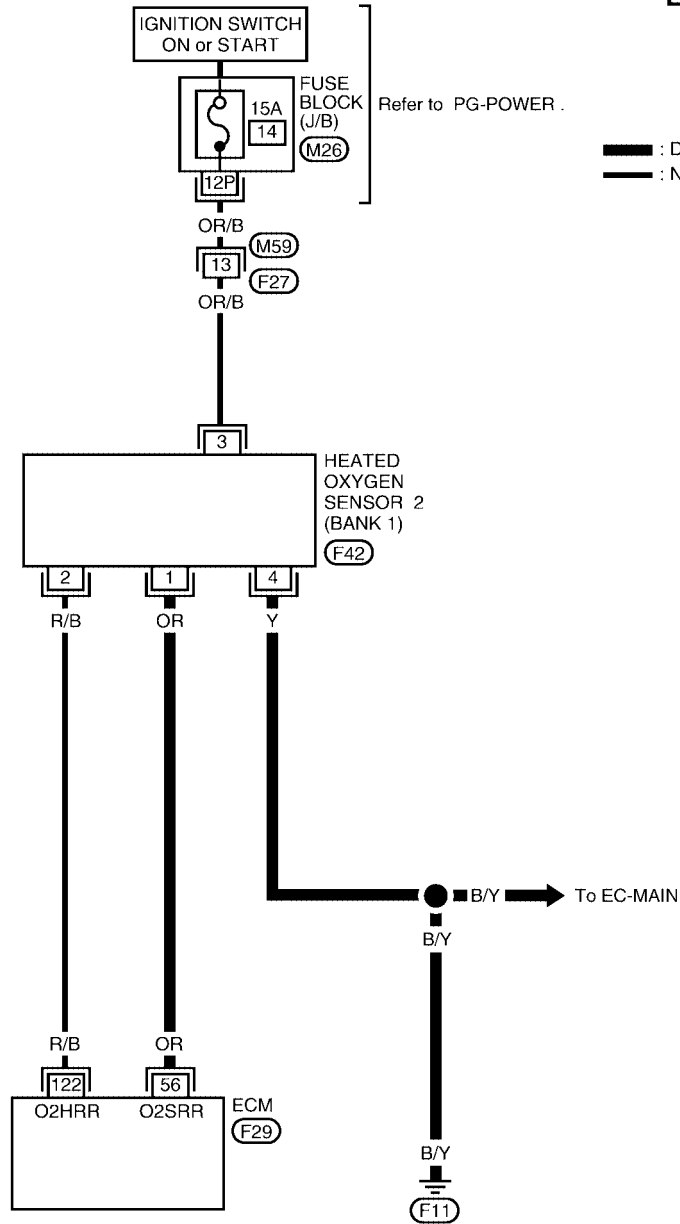 IGNITION SWITCH
ON or START
FUSE
BLOCK
(J/B)
Refer to PG-POWER .
15A
14
M26
: D
: N
12P
OR/B
M59
13
F27
OR/B
3
HEATED
OXYGEN
SENSOR 2
(BANK 1)
F42
2
1
4
R/B
OR
Y
B/Y
To EC-MAIN
B/Y
R/B
OR
122
56
O2HRR
O2SRR
ECM
F29
B/Y
F11